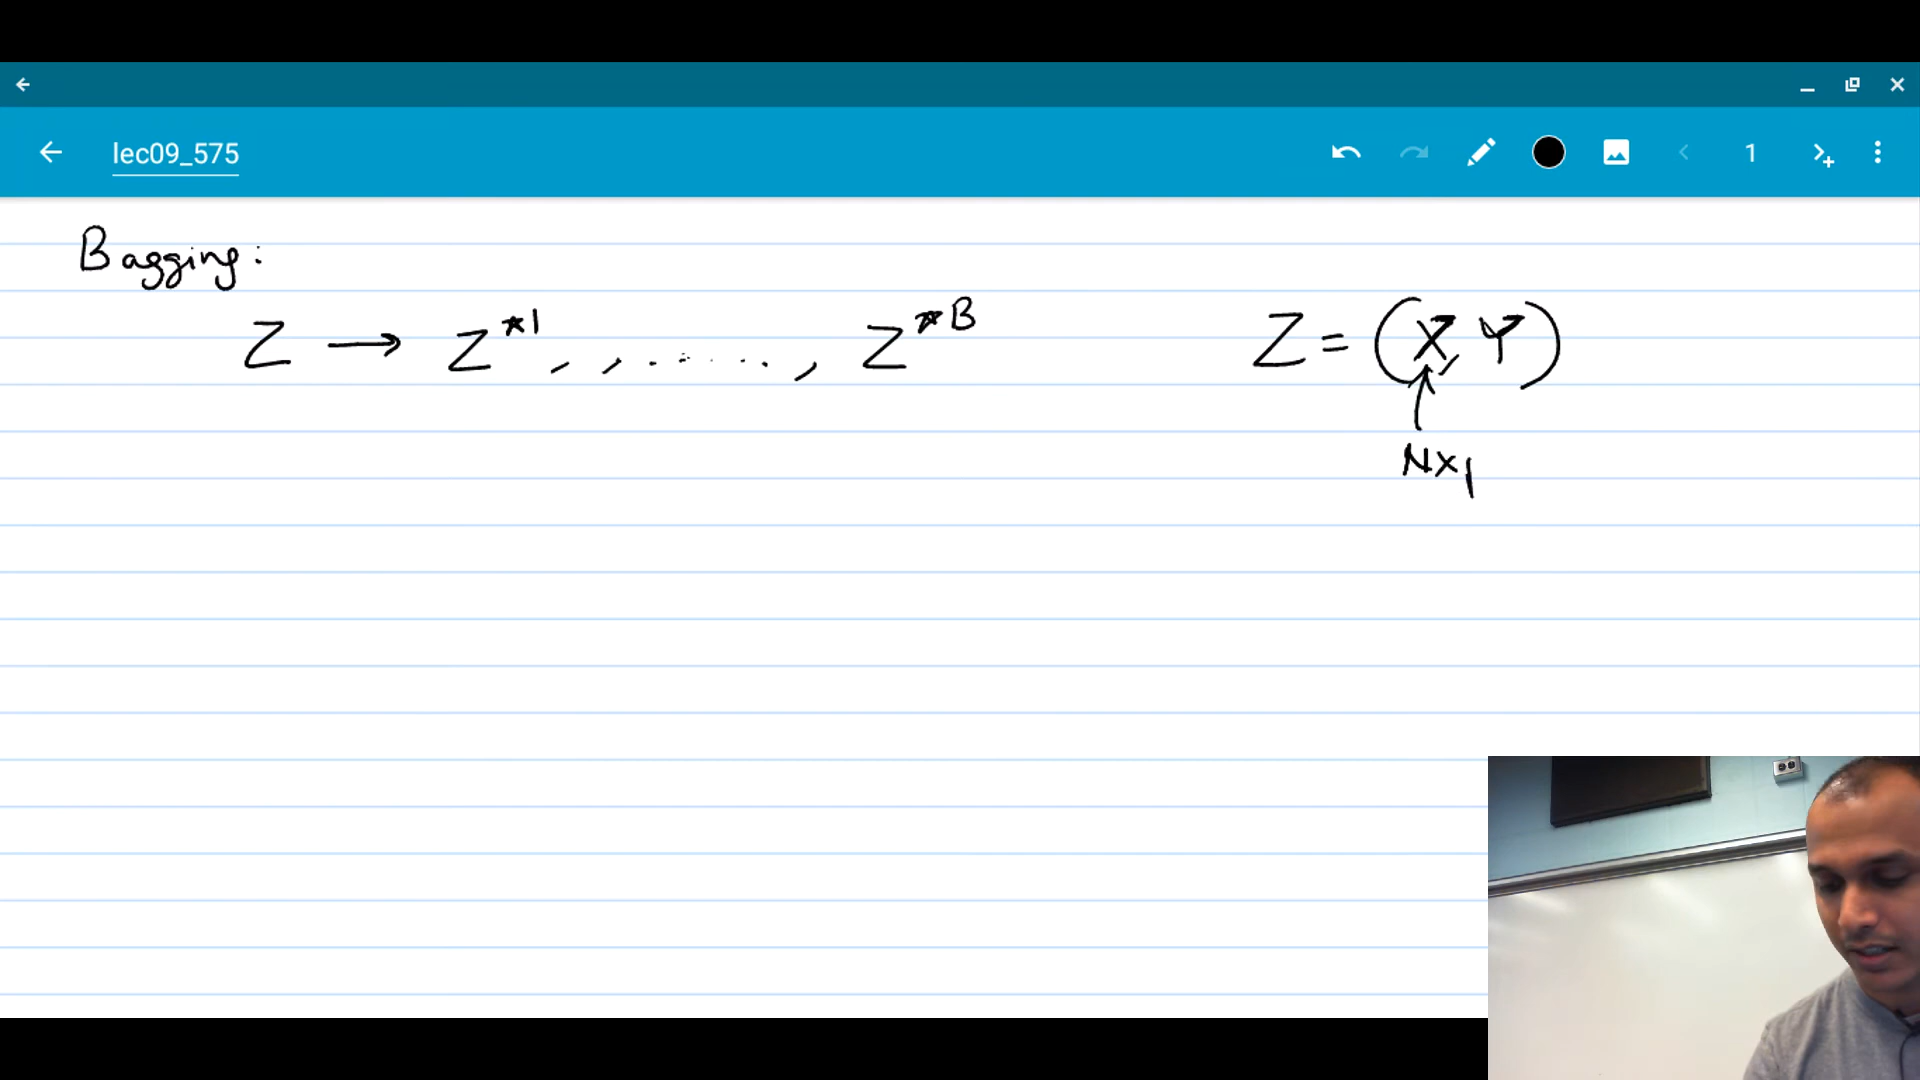 lec09_575
1
Bagging:
Z → Z*1, , ....., Z*B
Z = (X, Y)
N×1